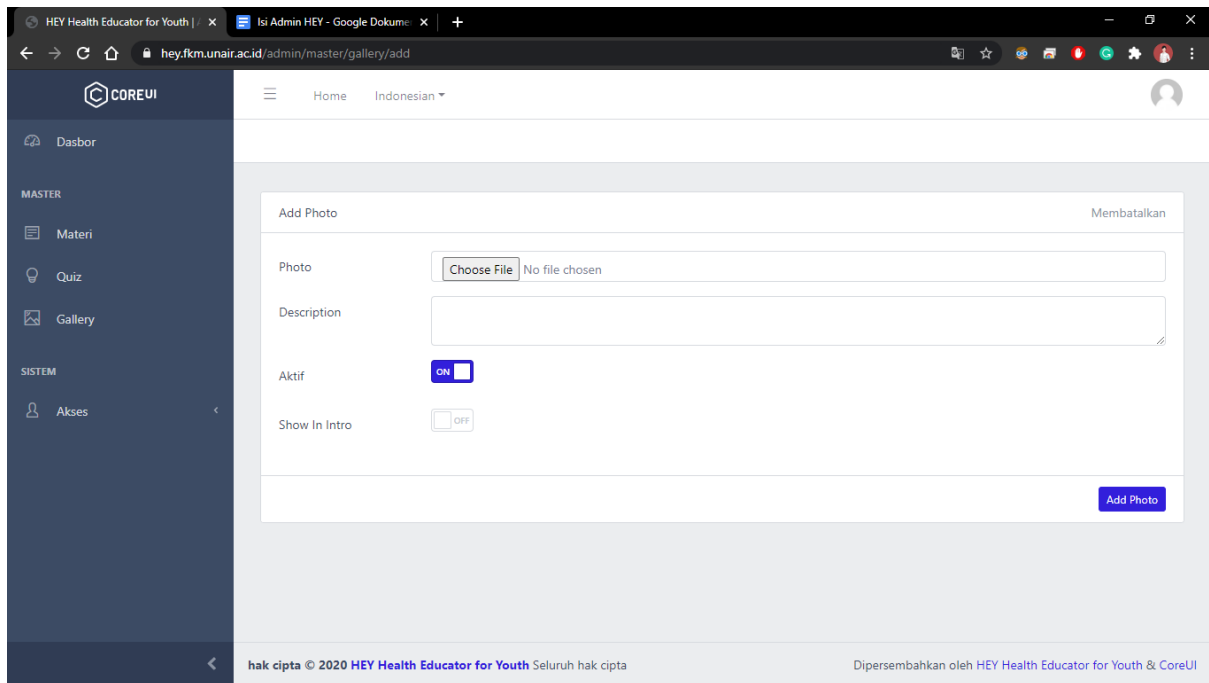 HEY Health Educator for Youth | A
Isi Admin HEY - Google Dokumen
hey.fkm.unair.ac.id/admin/master/gallery/add
COREUI
Home Indonesian
Dasbor
MASTER
Materi
Quiz
Gallery
SISTEM
Akses
Add Photo Membatalkan
Photo Choose File No file chosen
Description
Aktif ON
Show In Intro OFF
Add Photo
hak cipta © 2020 HEY Health Educator for Youth Seluruh hak cipta Dipersembahkan oleh HEY Health Educator for Youth & CoreUI